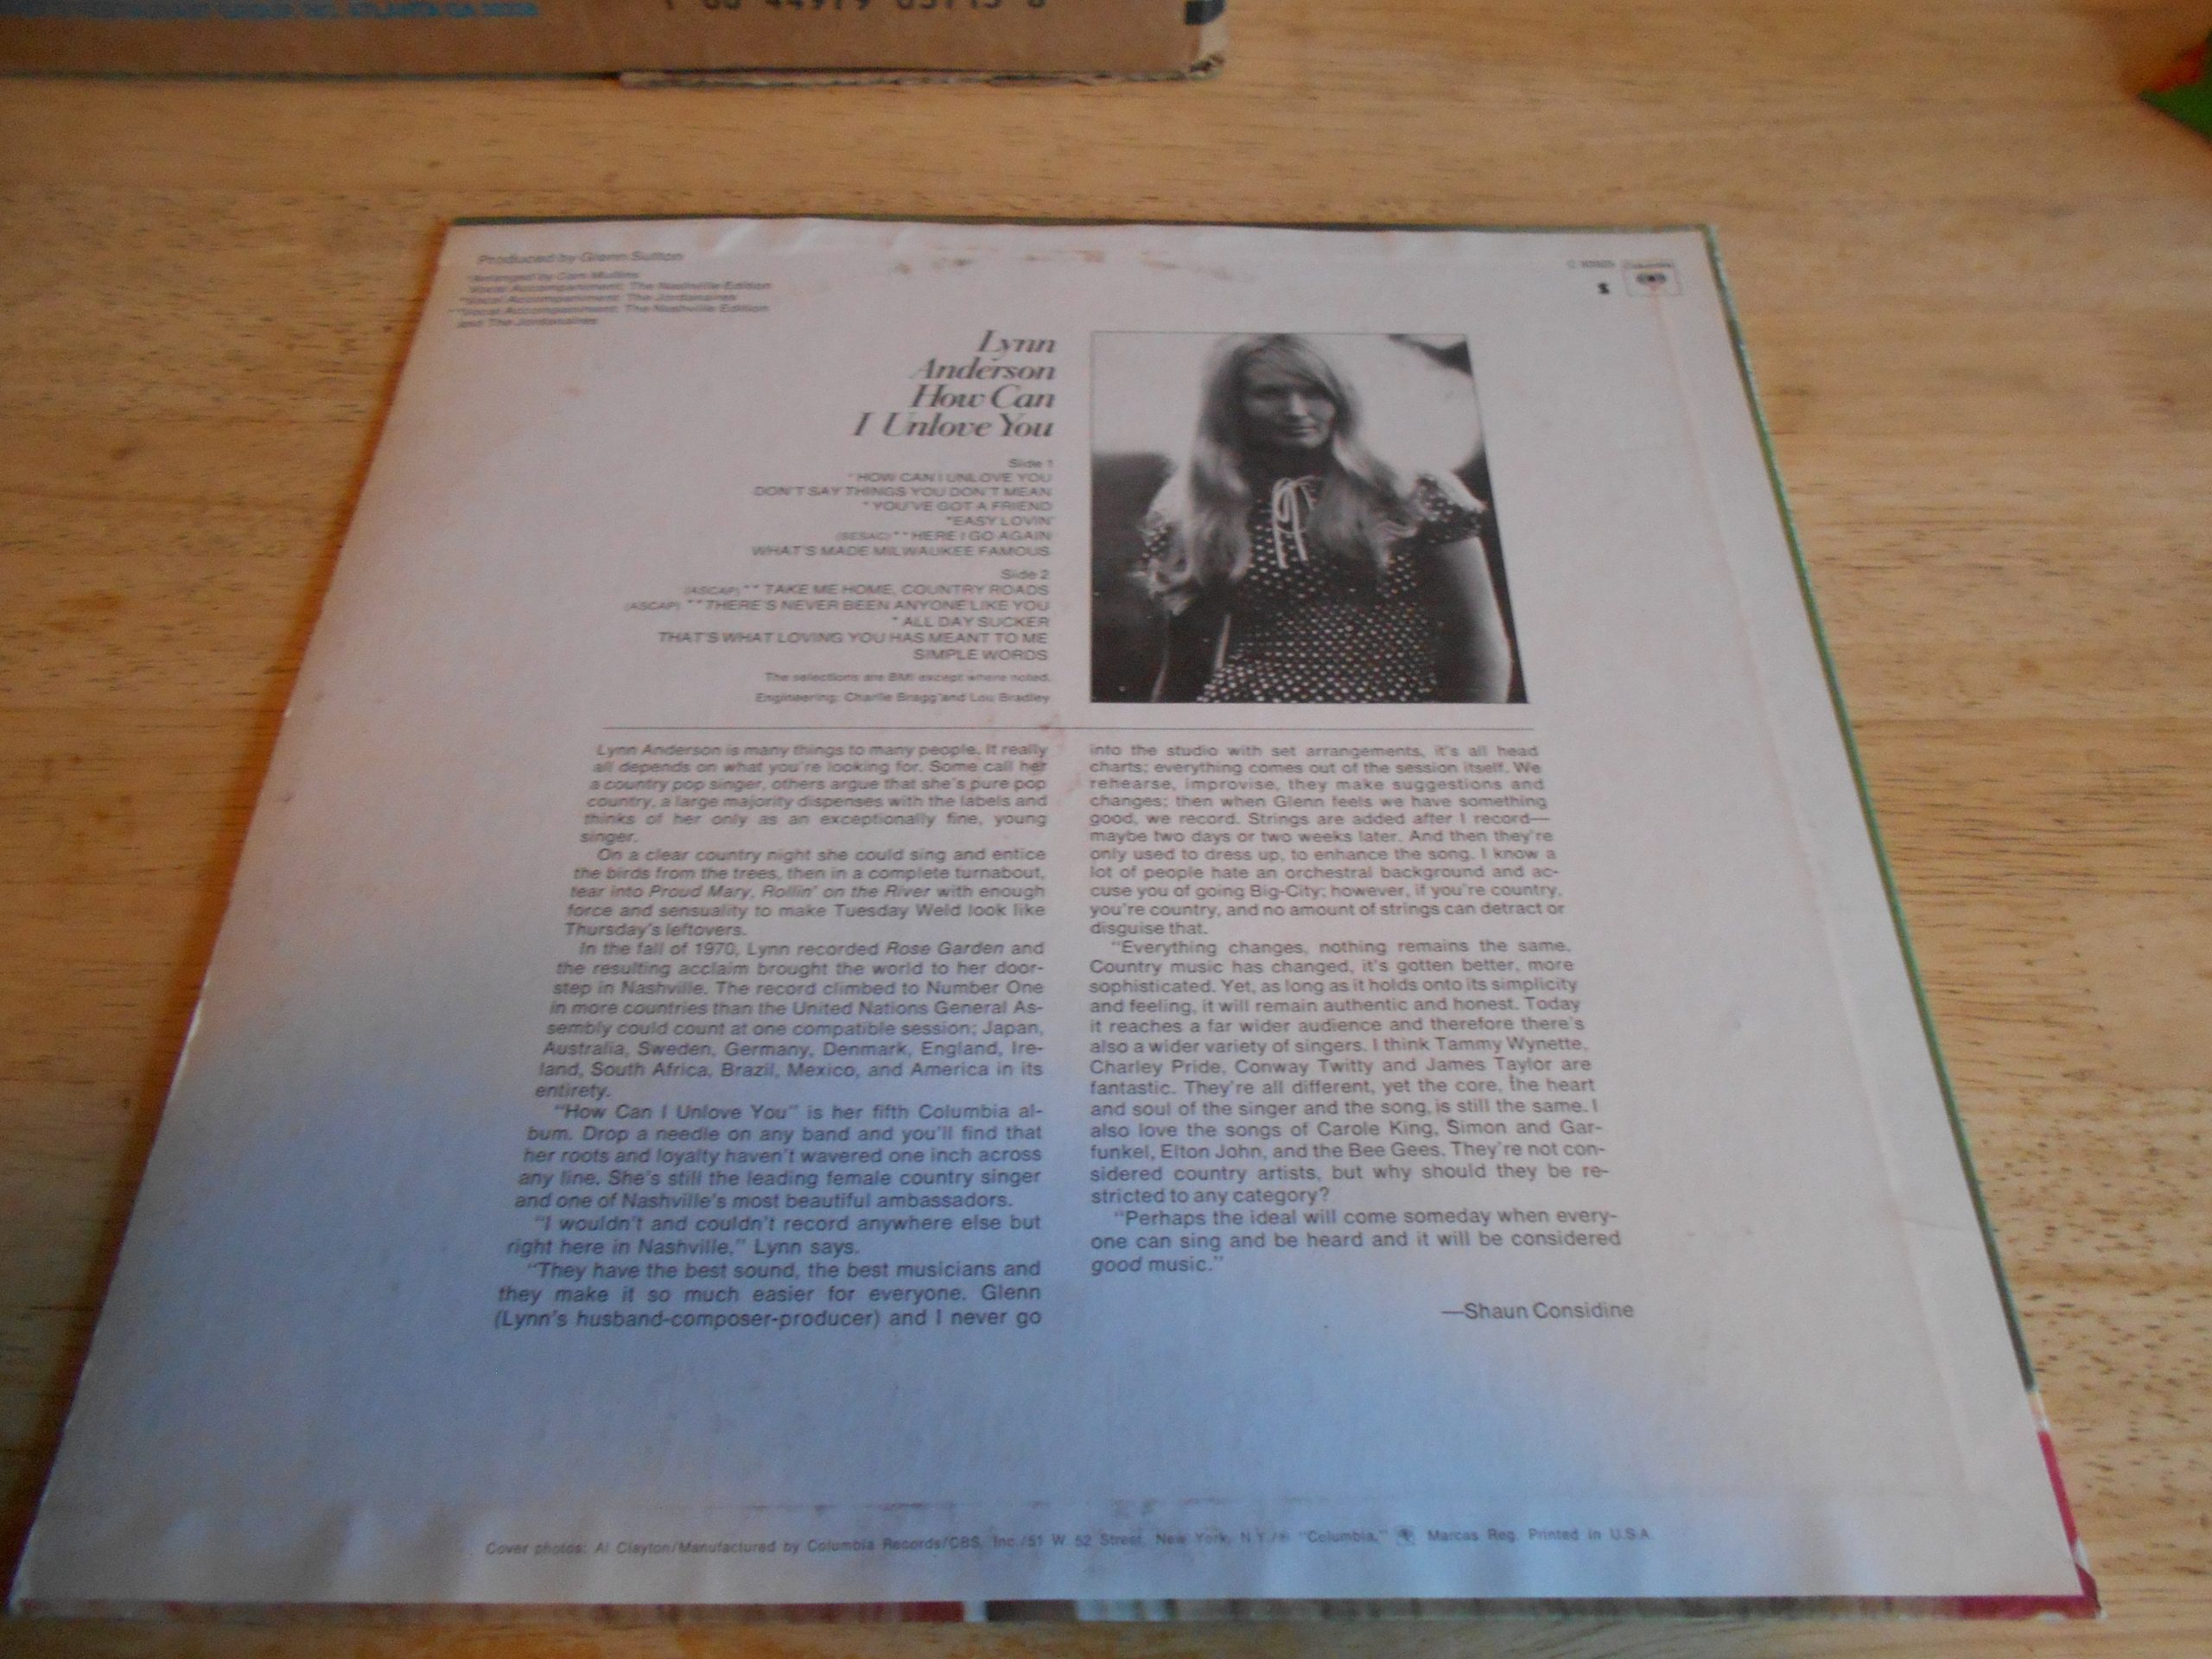 ATLANTA GA
Produced by Glenn Sutton
*Arranged by Cam Mullins
Vocal Accompaniment: The Nashville Edition
**Vocal Accompaniment: The Jordanaires
Vocal Accompaniment: The Nashville Edition
and The Jordanaires
Columbia
Lynn
Anderson
How Can
I Unlove You
Side 1
*HOW CAN I UNLOVE YOU
DON'T SAY THINGS YOU DON'T MEAN
*YOU'VE GOT A FRIEND
*EASY LOVIN'
(SESAC) **HERE I GO AGAIN
WHAT'S MADE MILWAUKEE FAMOUS
Side 2
(ASCAP) **TAKE ME HOME, COUNTRY ROADS
(ASCAP) **THERE'S NEVER BEEN ANYONE LIKE YOU
*ALL DAY SUCKER
THAT'S WHAT LOVING YOU HAS MEANT TO ME
SIMPLE WORDS
The selections are BMI except where noted.
Engineering: Charlie Bragg and Lou Bradley
Lynn Anderson is many things to many people. It really
all depends on what you're looking for. Some call her
a country pop singer, others argue that she's pure pop
country, a large majority dispenses with the labels and
thinks of her only as an exceptionally fine, young
singer.
On a clear country night she could sing and entice
the birds from the trees, then in a complete turnabout,
tear into Proud Mary, Rollin' on the River with enough
force and sensuality to make Tuesday Weld look like
Thursday's leftovers.
In the fall of 1970, Lynn recorded Rose Garden and
the resulting acclaim brought the world to her door-
step in Nashville. The record climbed to Number One
in more countries than the United Nations General As-
sembly could count at one compatible session; Japan,
Australia, Sweden, Germany, Denmark, England, Ire-
land, South Africa, Brazil, Mexico, and America in its
entirety.
"How Can I Unlove You" is her fifth Columbia al-
bum. Drop a needle on any band and you'll find that
her roots and loyalty haven't wavered one inch across
any line. She's still the leading female country singer
and one of Nashville's most beautiful ambassadors.
"I wouldn't and couldn't record anywhere else but
right here in Nashville," Lynn says.
"They have the best sound, the best musicians and
they make it so much easier for everyone. Glenn
(Lynn's husband-composer-producer) and I never go
into the studio with set arrangements, it's all head
charts; everything comes out of the session itself. We
rehearse, improvise, they make suggestions and
changes; then when Glenn feels we have something
good, we record. Strings are added after I record—
maybe two days or two weeks later. And then they're
only used to dress up, to enhance the song. I know a
lot of people hate an orchestral background and ac-
cuse you of going Big-City; however, if you're country,
you're country, and no amount of strings can detract or
disguise that.
"Everything changes, nothing remains the same.
Country music has changed, it's gotten better, more
sophisticated. Yet, as long as it holds onto its simplicity
and feeling, it will remain authentic and honest. Today
it reaches a far wider audience and therefore there's
also a wider variety of singers. I think Tammy Wynette,
Charley Pride, Conway Twitty and James Taylor are
fantastic. They're all different, yet the core, the heart
and soul of the singer and the song, is still the same. I
also love the songs of Carole King, Simon and Gar-
funkel, Elton John, and the Bee Gees. They're not con-
sidered country artists, but why should they be re-
stricted to any category?
"Perhaps the ideal will come someday when every-
one can sing and be heard and it will be considered
good music."
—Shaun Considine
Cover photos: Al Clayton/Manufactured by Columbia Records/CBS, Inc./51 W. 52 Street, New York, N.Y./® "Columbia," Marcas Reg. Printed in U.S.A.